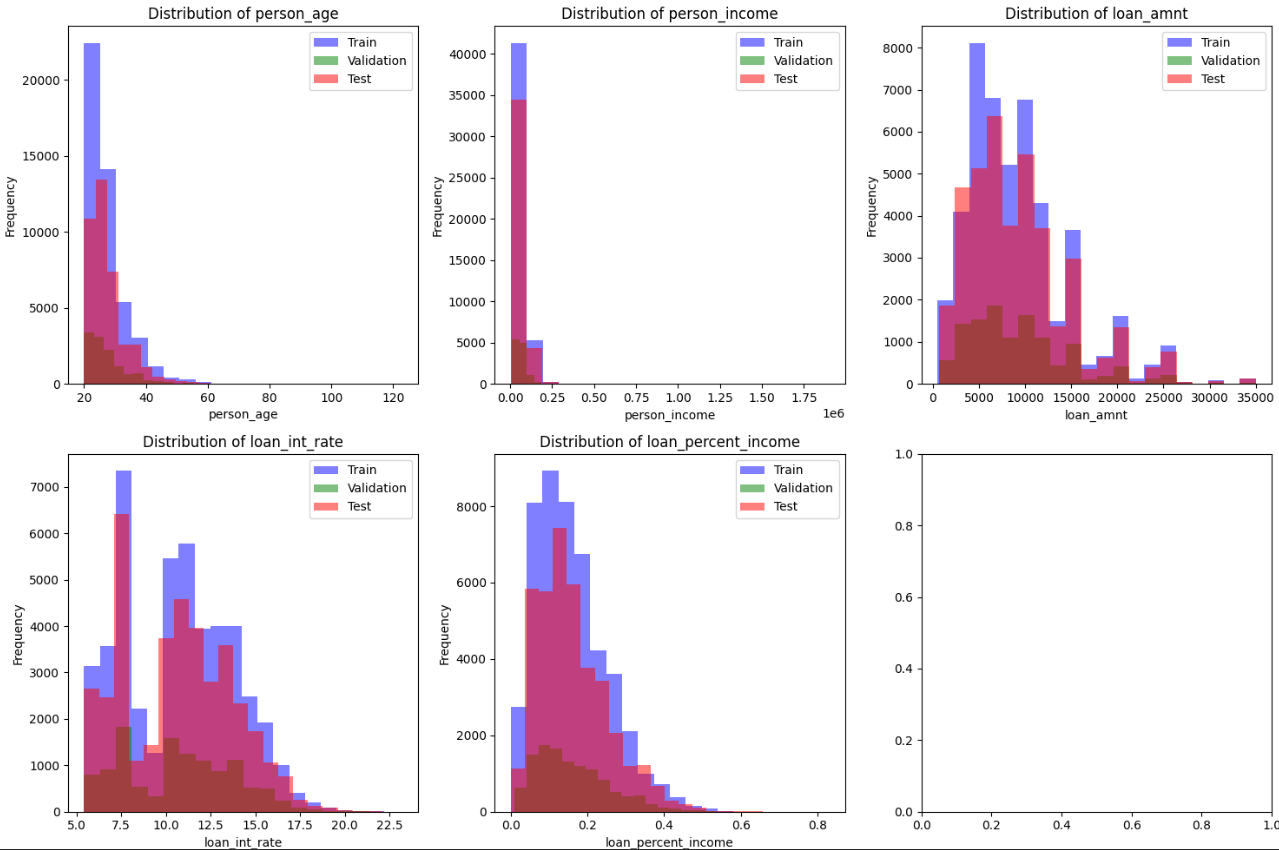 Distribution of person_age
Train
Validation
Test
Frequency
20000
15000
10000
5000
0
20 40 60 80 100 120
person_age
Distribution of person_income
Train
Validation
Test
Frequency
40000
35000
30000
25000
20000
15000
10000
5000
0
0.00 0.25 0.50 0.75 1.00 1.25 1.50 1.75
1e6
person_income
Distribution of loan_amnt
Train
Validation
Test
Frequency
8000
7000
6000
5000
4000
3000
2000
1000
0
0 5000 10000 15000 20000 25000 30000 35000
loan_amnt
Distribution of loan_int_rate
Train
Validation
Test
Frequency
7000
6000
5000
4000
3000
2000
1000
0
5.0 7.5 10.0 12.5 15.0 17.5 20.0 22.5
loan_int_rate
Distribution of loan_percent_income
Train
Validation
Test
Frequency
8000
6000
4000
2000
0
0.0 0.2 0.4 0.6 0.8
loan_percent_income
1.0
0.8
0.6
0.4
0.2
0.0
0.0 0.2 0.4 0.6 0.8 1.0